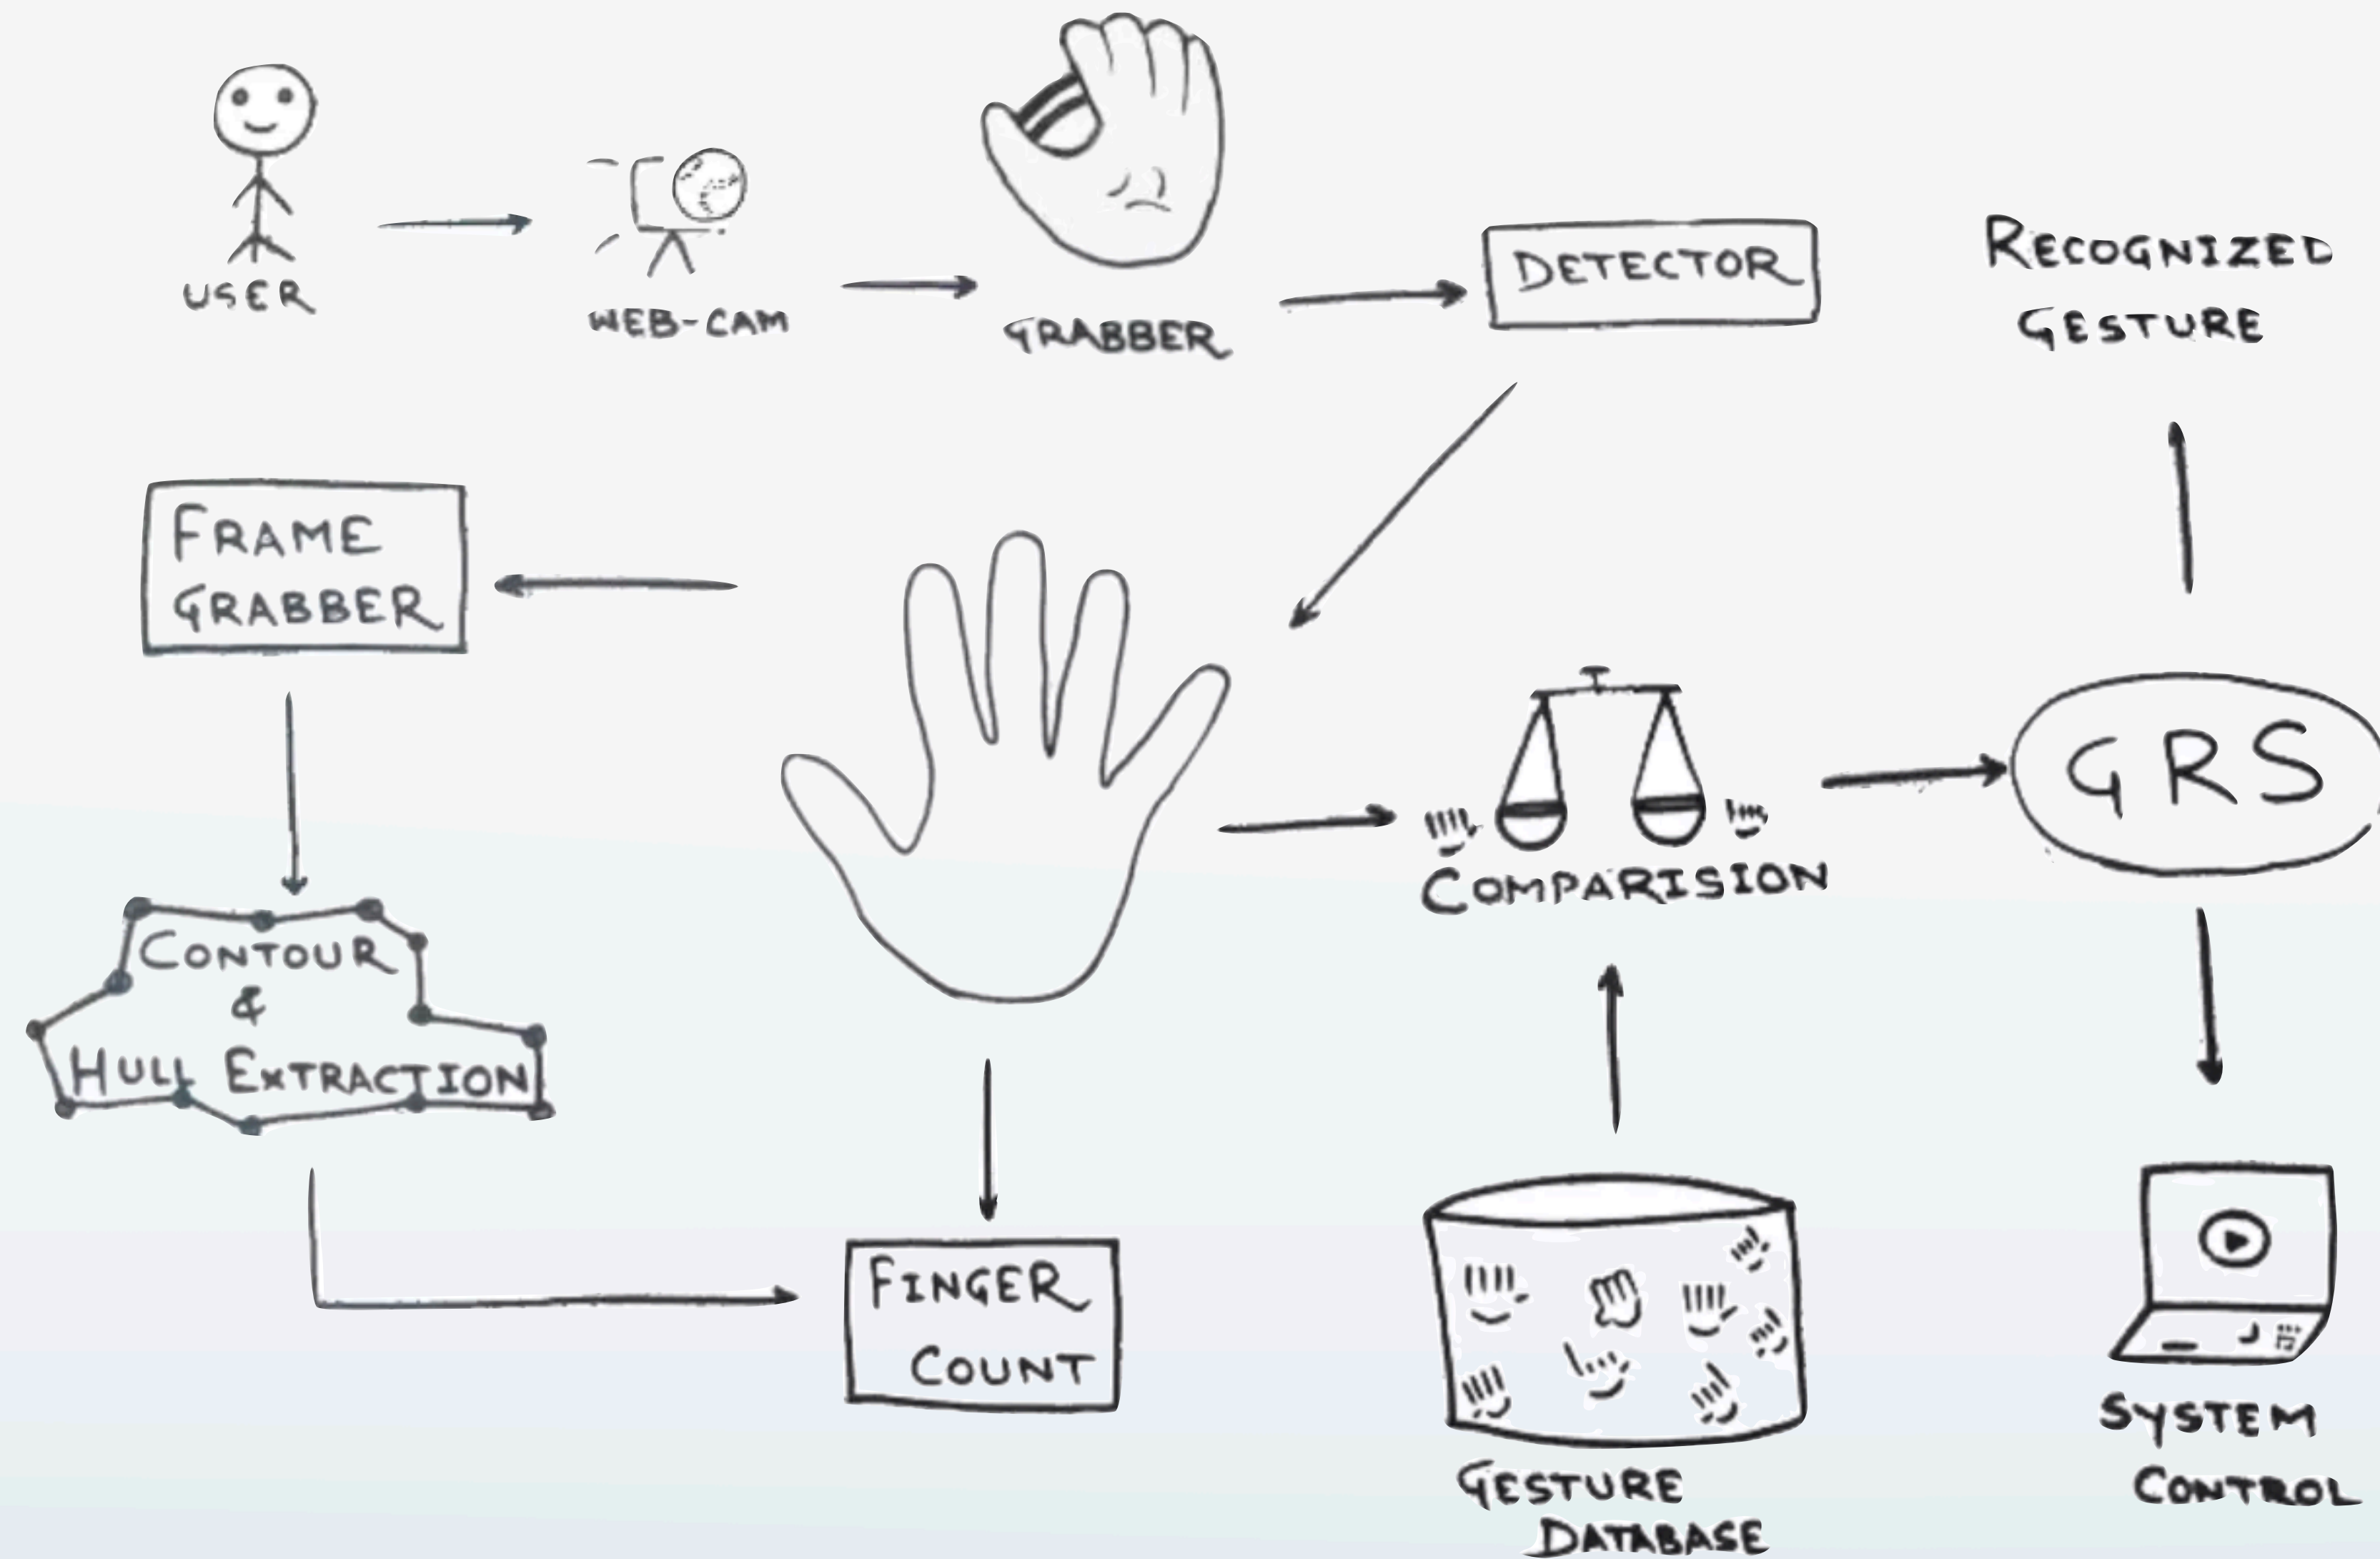 USER
WEB-CAM
GRABBER
DETECTOR
RECOGNIZED
GESTURE
FRAME
GRABBER
COMPARISION
GRS
CONTOUR
&
HULL EXTRACTION
FINGER
COUNT
GESTURE
DATABASE
SYSTEM
CONTROL